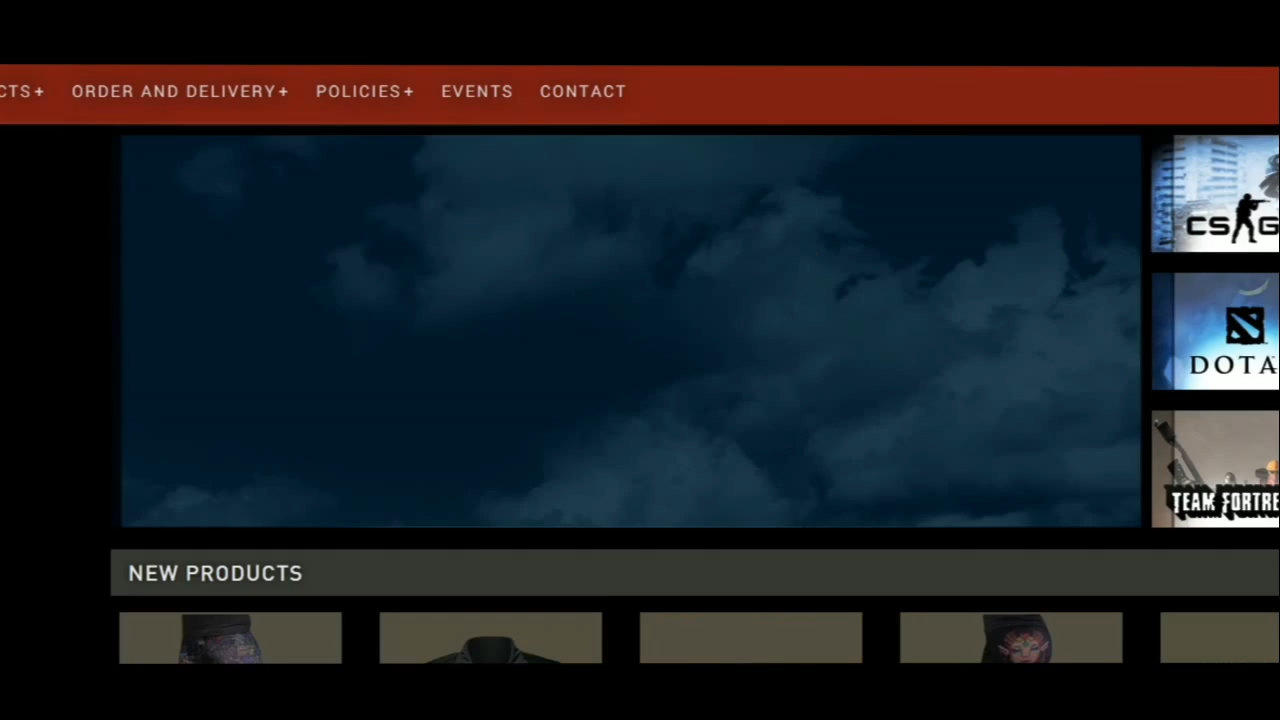 CTS+ ORDER AND DELIVERY+ POLICIES+ EVENTS CONTACT
CS G
DOTA
TEAM FORTRE
NEW PRODUCTS